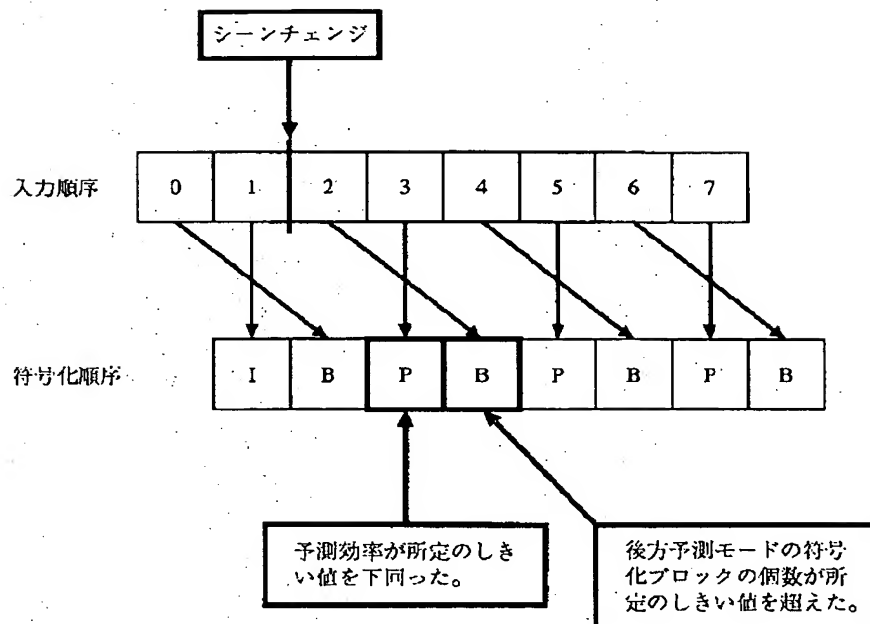 シーンチェンジ
入力順序 0 1 2 3 4 5 6 7
符号化順序 I B P B P B P B
予測効率が所定のしき
い値を下回った。
後方予測モードの符号
化ブロックの個数が所
定のしきい値を超えた。